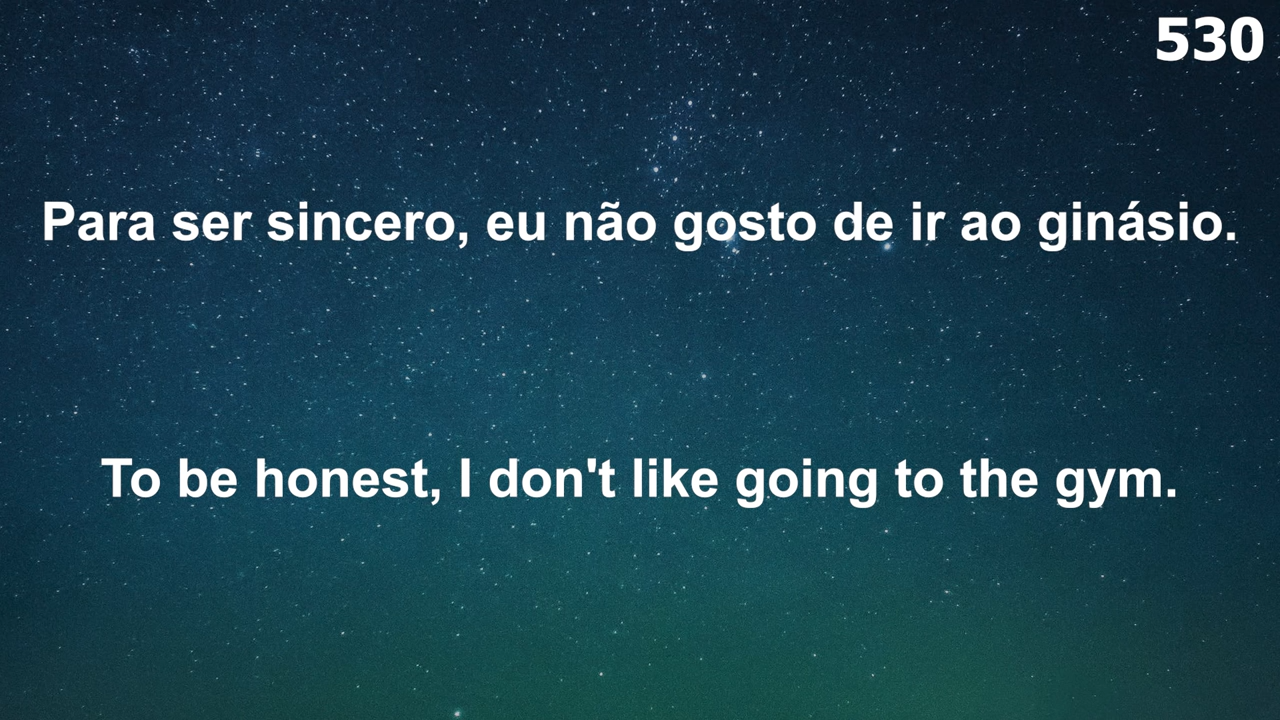 530
Para ser sincero, eu não gosto de ir ao ginásio.
To be honest, I don't like going to the gym.